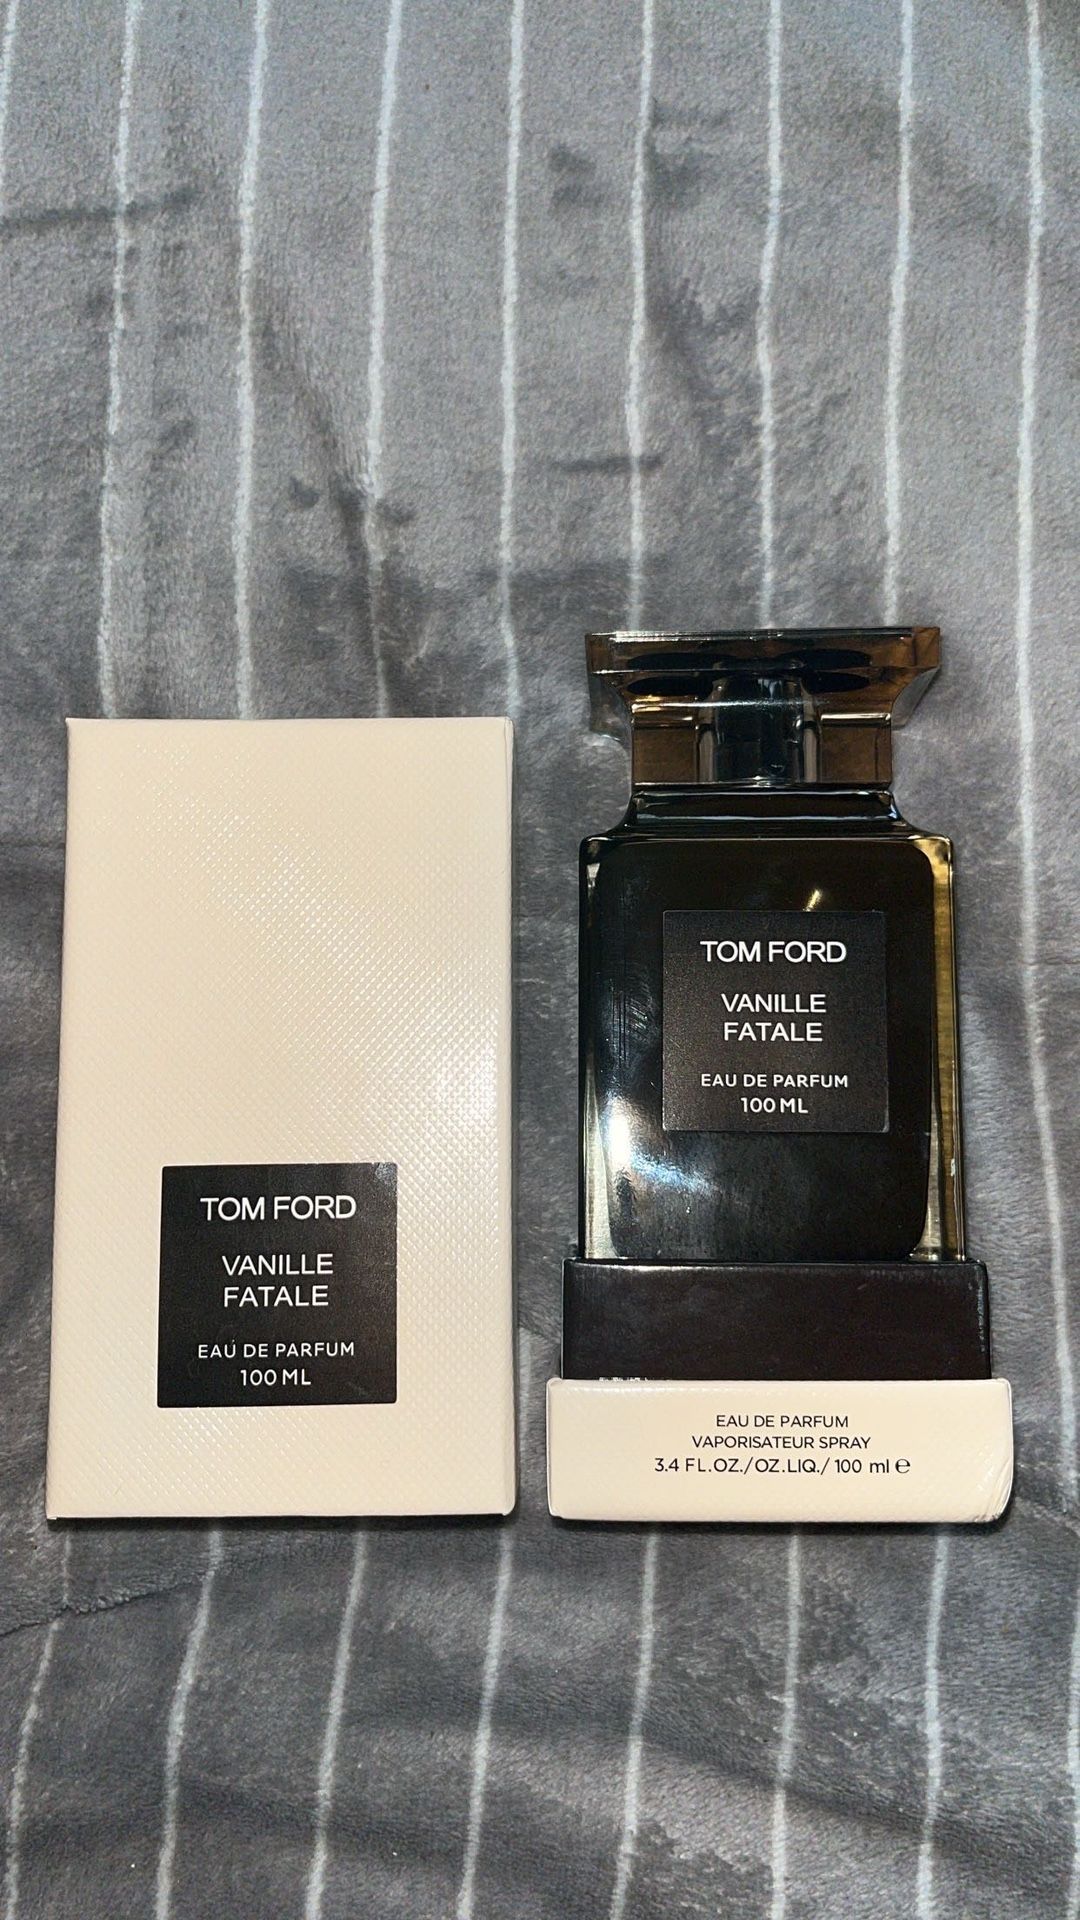 TOM FORD
VANILLE
FATALE
EAU DE PARFUM
100 ML
TOM FORD
VANILLE
FATALE
EAU DE PARFUM
100 ML
EAU DE PARFUM
VAPORISATEUR SPRAY
3.4 FL.OZ./OZ.LIQ./ 100 ml ℮